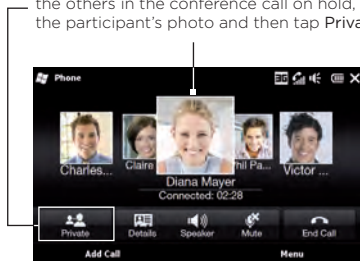 the others in the conference call on hold,
the participant's photo and then tap Priva
Phone
Charles...
Claire
Phil Pa...
Victor ...
Diana Mayer
Connected: 02:28
Private
Details
Speaker
Mute
End Call
Add Call
Menu